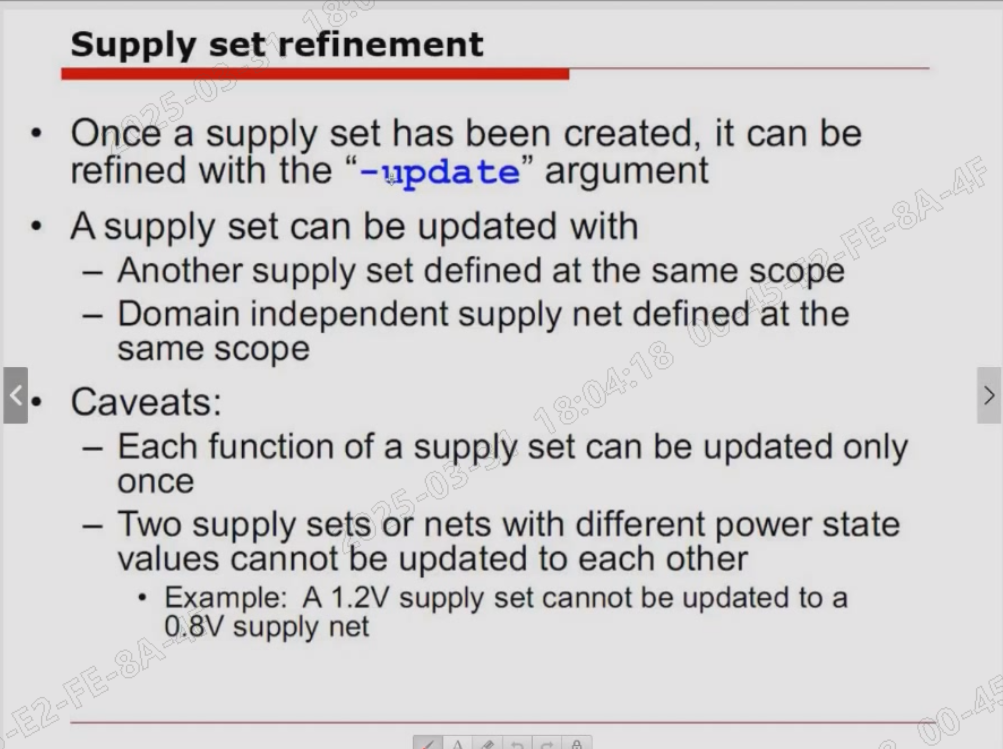 Supply set refinement
• Once a supply set has been created, it can be
refined with the “-update” argument
• A supply set can be updated with
– Another supply set defined at the same scope
– Domain independent supply net defined at the
same scope
• Caveats:
– Each function of a supply set can be updated only
once
– Two supply sets or nets with different power state
values cannot be updated to each other
• Example: A 1.2V supply set cannot be updated to a
0.8V supply net
2025-03-31 18:04:18 00-45-E2-FE-8A-4F